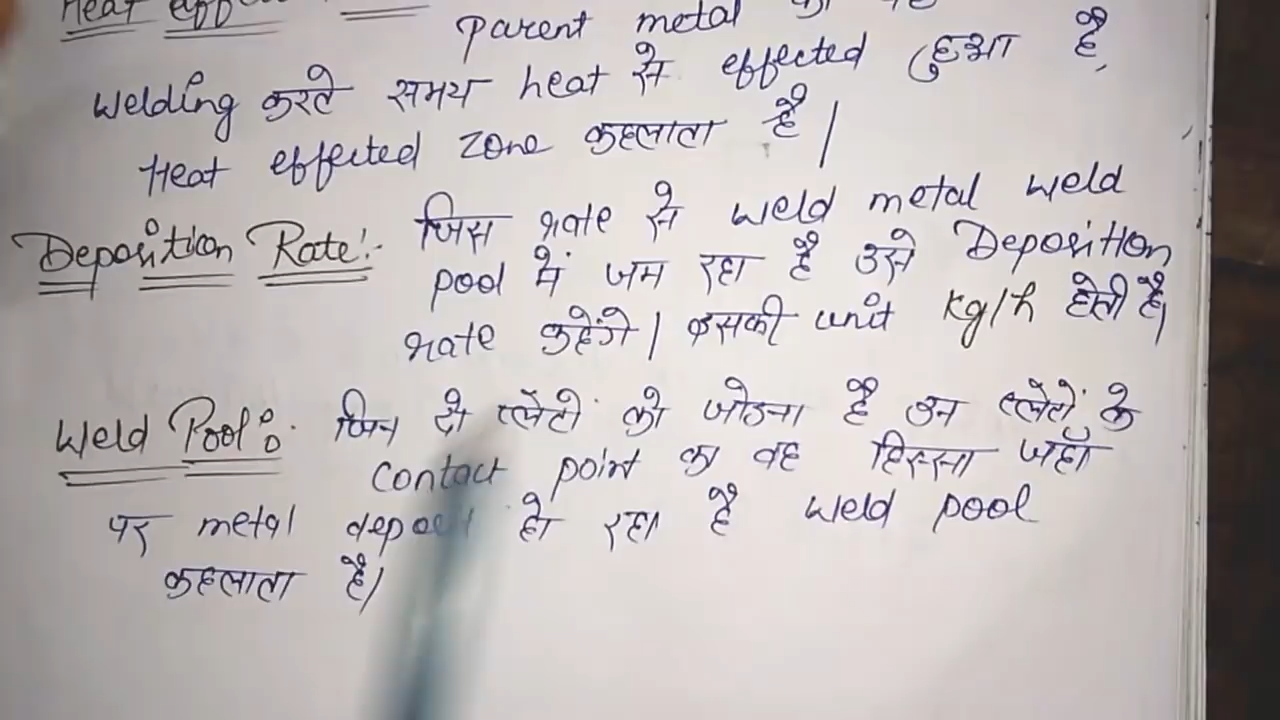 Heat
parent metal का
welding करते समय heat से effected हुआ है,
Heat effected zone कहलाता है।
Deposition Rate:- जिस rate से weld metal weld
pool में जम रहा है उसे Deposition
rate कहेंगे। इसकी unit kg/h होती है।
Weld Pool:- जिन दो प्लेटों को जोडना है उन प्लेटों के
contact point का वह हिस्सा जहाँ
पर metal हो रहा है weld pool
कहलाता है।